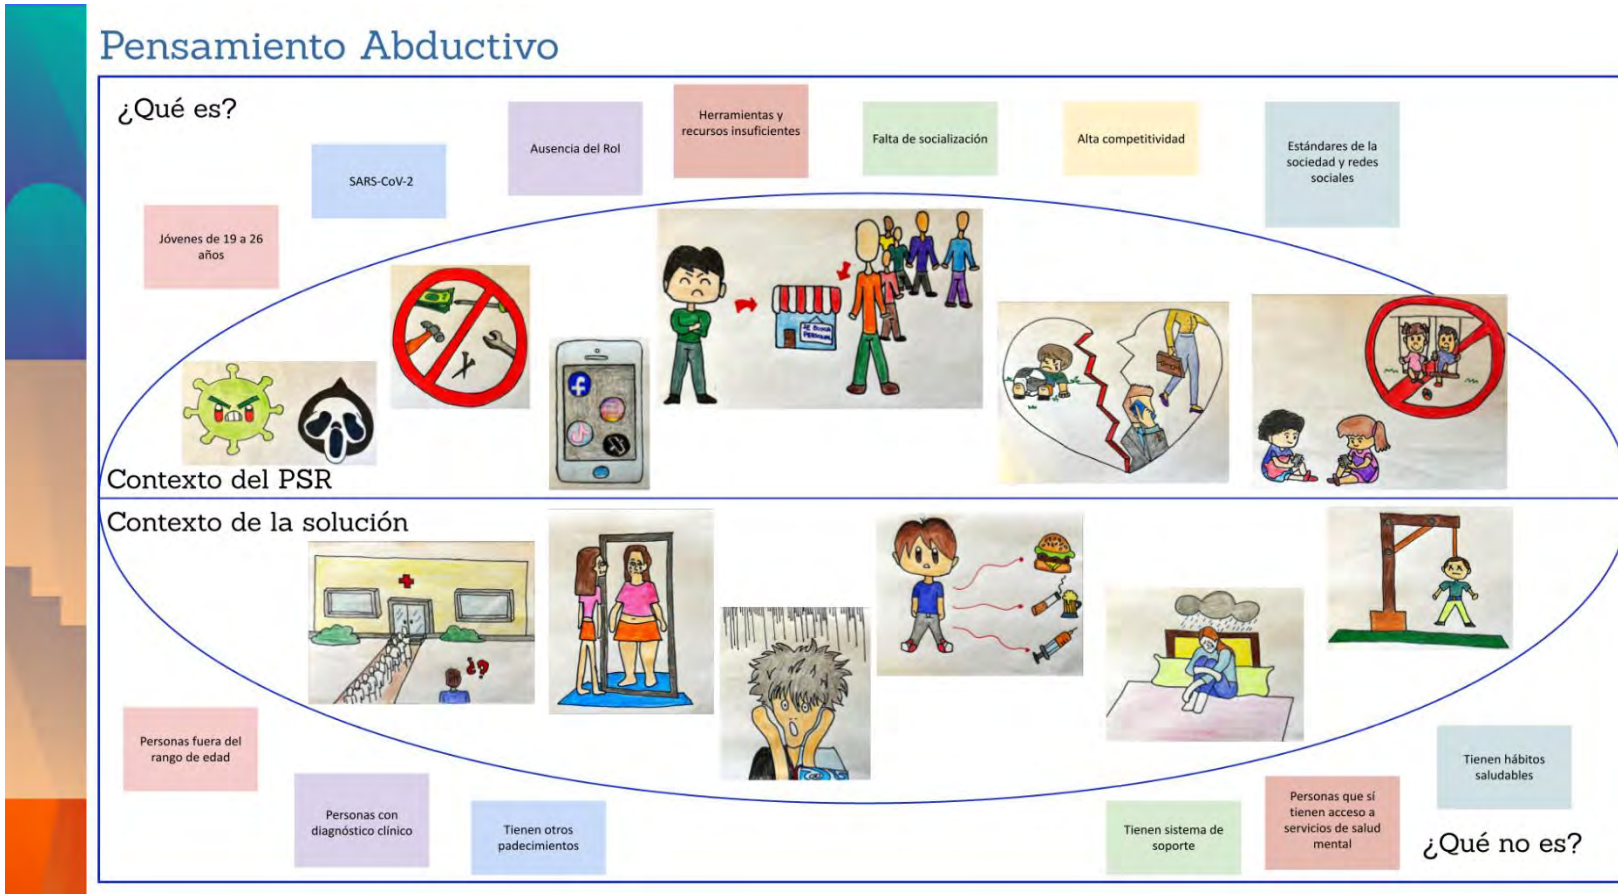 Pensamiento Abductivo
¿Qué es?
Jóvenes de 19 a 26
años
SARS-CoV-2
Ausencia del Rol
Herramientas y
recursos insuficientes
Falta de socialización
Alta competitividad
Estándares de la
sociedad y redes
sociales
SE BUSCA
PERSONAL
Contexto del PSR
Contexto de la solución
¿?
Personas fuera del
rango de edad
Personas con
diagnóstico clínico
Tienen otros
padecimientos
Tienen sistema de
soporte
Personas que sí
tienen acceso a
servicios de salud
mental
Tienen hábitos
saludables
¿Qué no es?